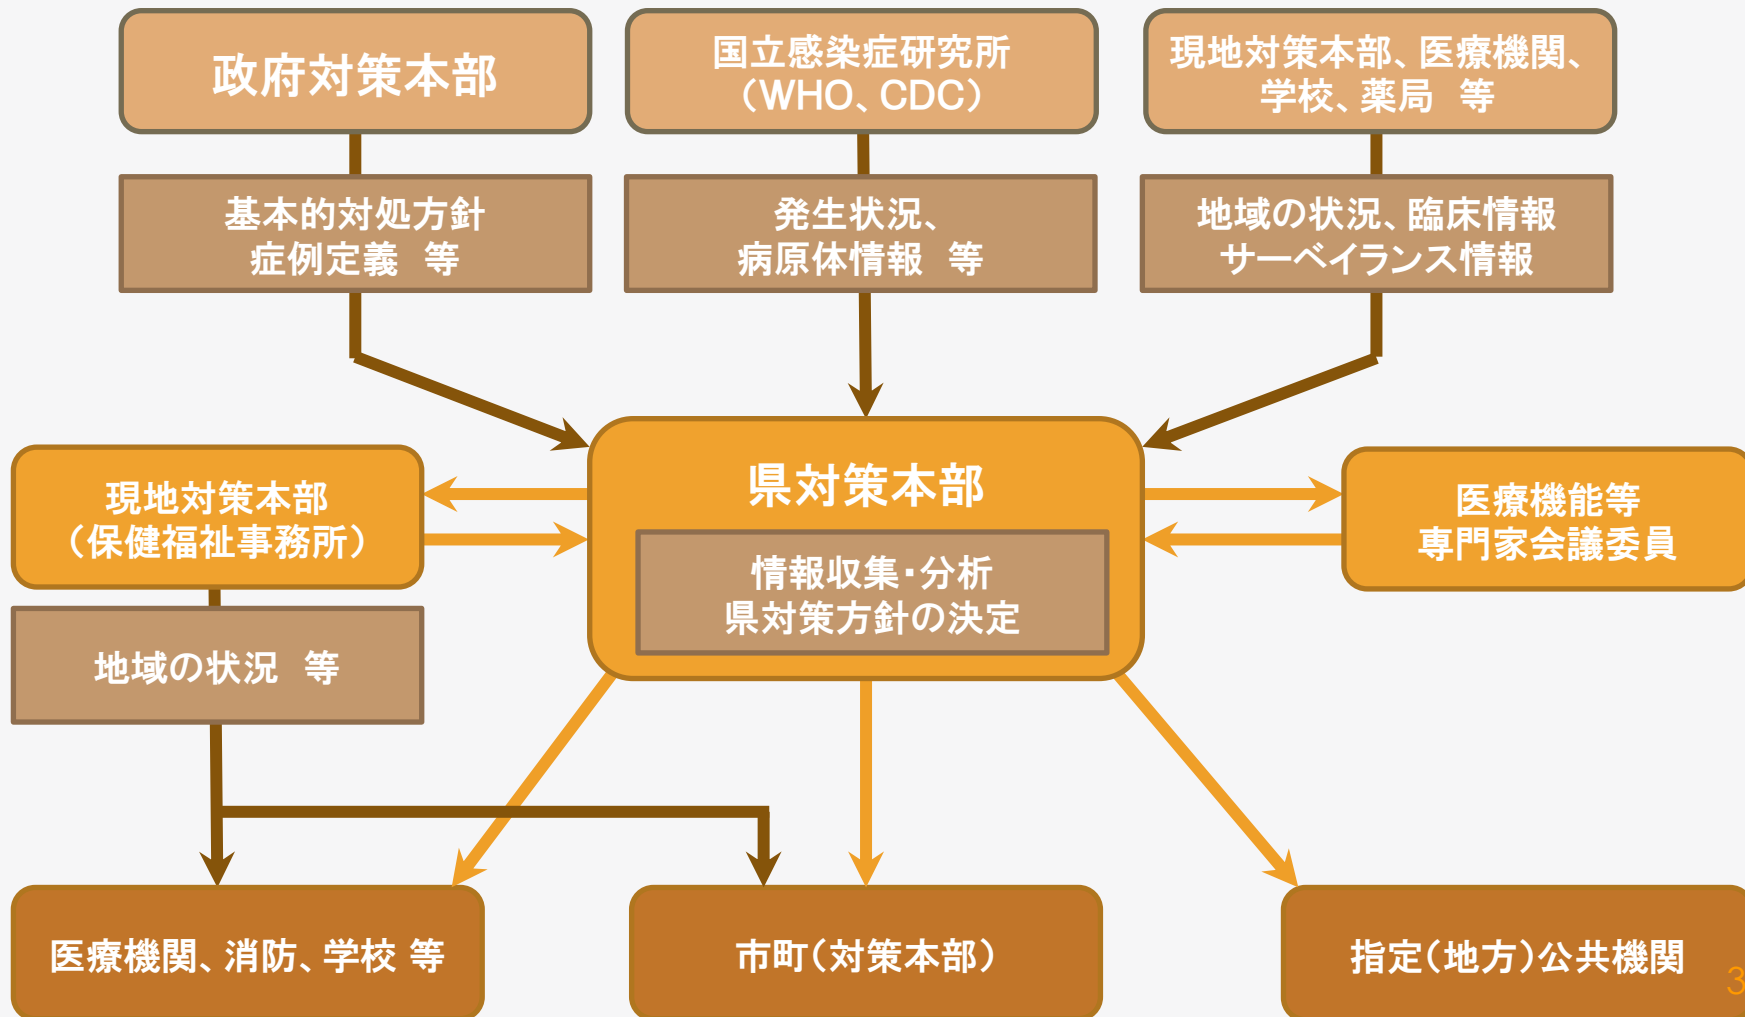 政府対策本部
国立感染症研究所
（WHO、CDC）
現地対策本部、医療機関、
学校、薬局　等
基本的対処方針
症例定義　等
発生状況、
病原体情報　等
地域の状況、臨床情報
サーベイランス情報
県対策本部
情報収集・分析
県対策方針の決定
現地対策本部
（保健福祉事務所）
医療機能等
専門家会議委員
地域の状況　等
医療機関、消防、学校 等
市町（対策本部）
指定（地方）公共機関
3